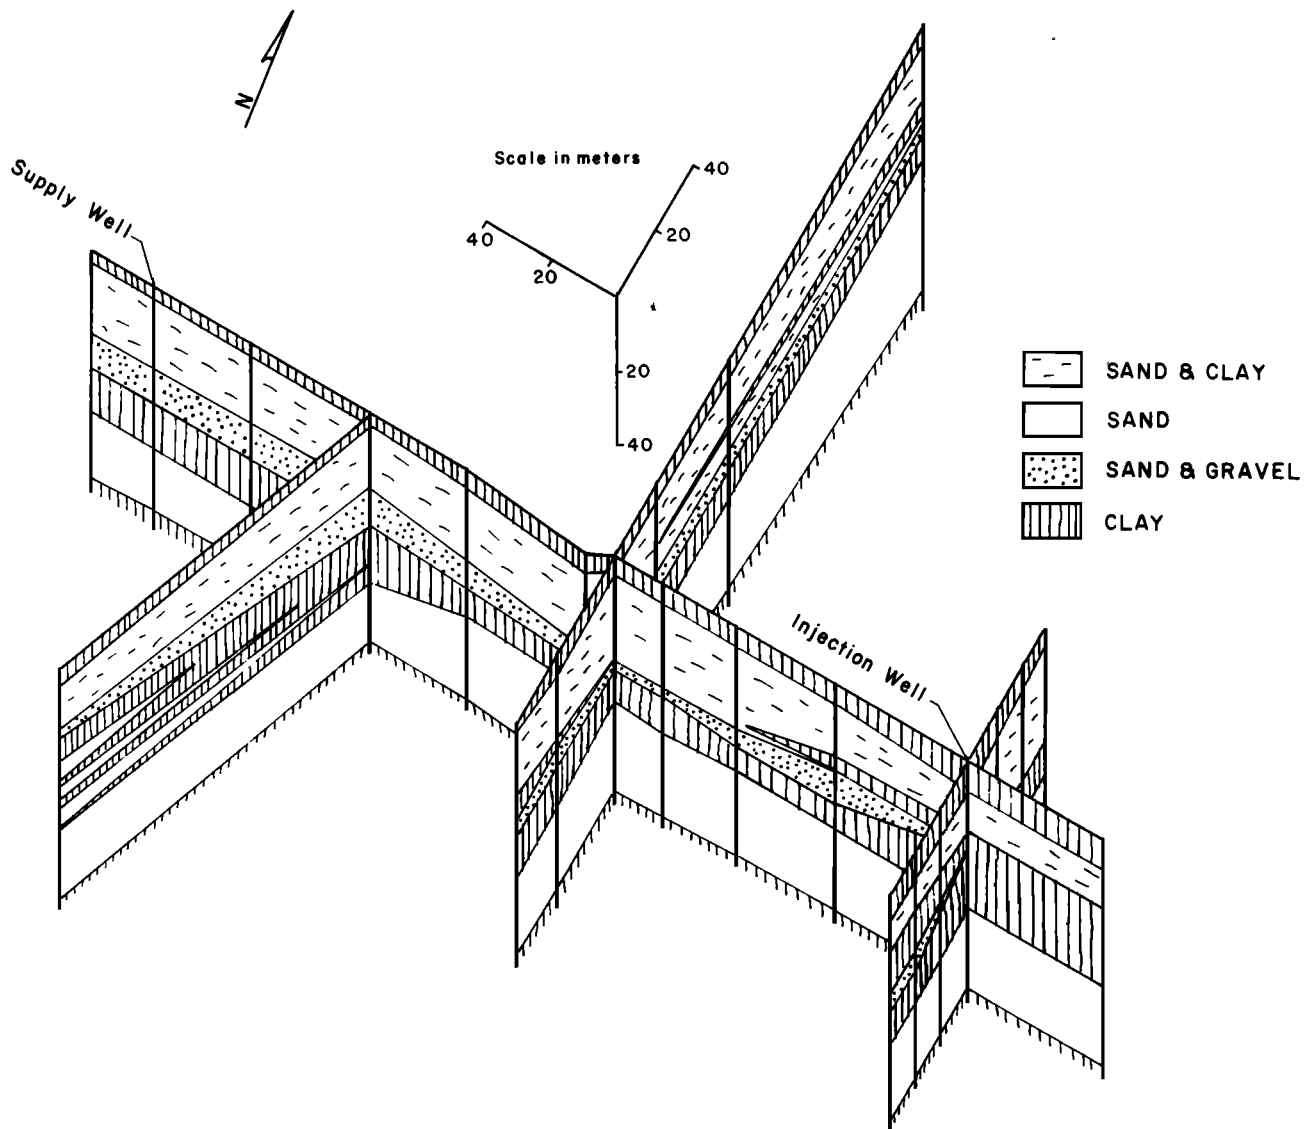 N
Supply Well
Scale in meters
40
20
40
20
20
40
SAND & CLAY
SAND
SAND & GRAVEL
CLAY
Injection Well